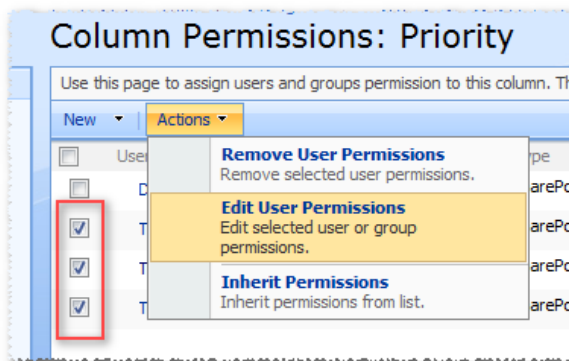 Column Permissions: Priority
Use this page to assign users and groups permission to this column.
New Actions
Remove User Permissions
Remove selected user permissions.
Edit User Permissions
Edit selected user or group
permissions.
Inherit Permissions
Inherit permissions from list.